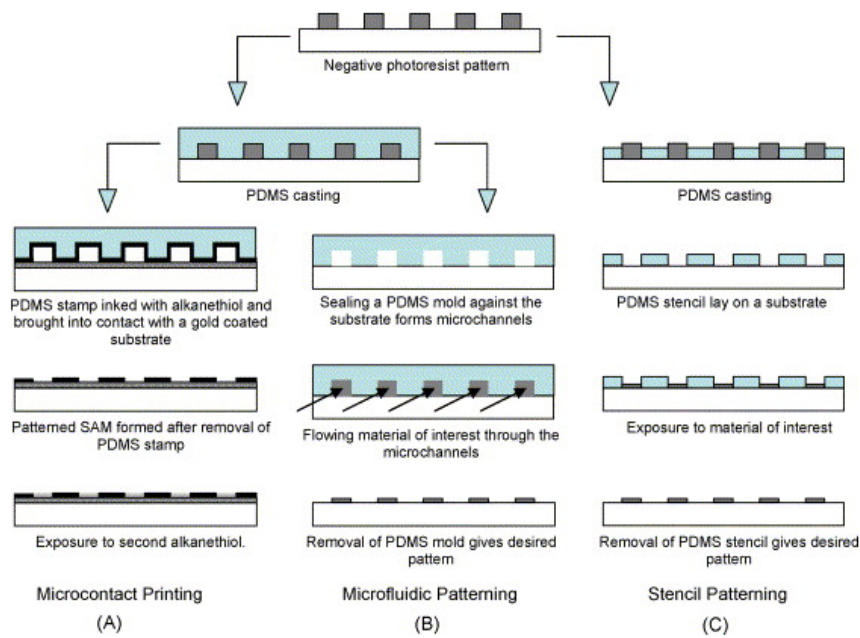 Negative photoresist pattern
PDMS casting
PDMS casting
PDMS stamp inked with alkanethiol and
brought into contact with a gold coated
substrate
Sealing a PDMS mold against the
substrate forms microchannels
PDMS stencil lay on a substrate
Patterned SAM formed after removal of
PDMS stamp
Flowing material of interest through the
microchannels
Exposure to material of interest
Exposure to second alkanethiol.
Removal of PDMS mold gives desired
pattern
Removal of PDMS stencil gives desired
pattern
Microcontact Printing
(A)
Microfluidic Patterning
(B)
Stencil Patterning
(C)